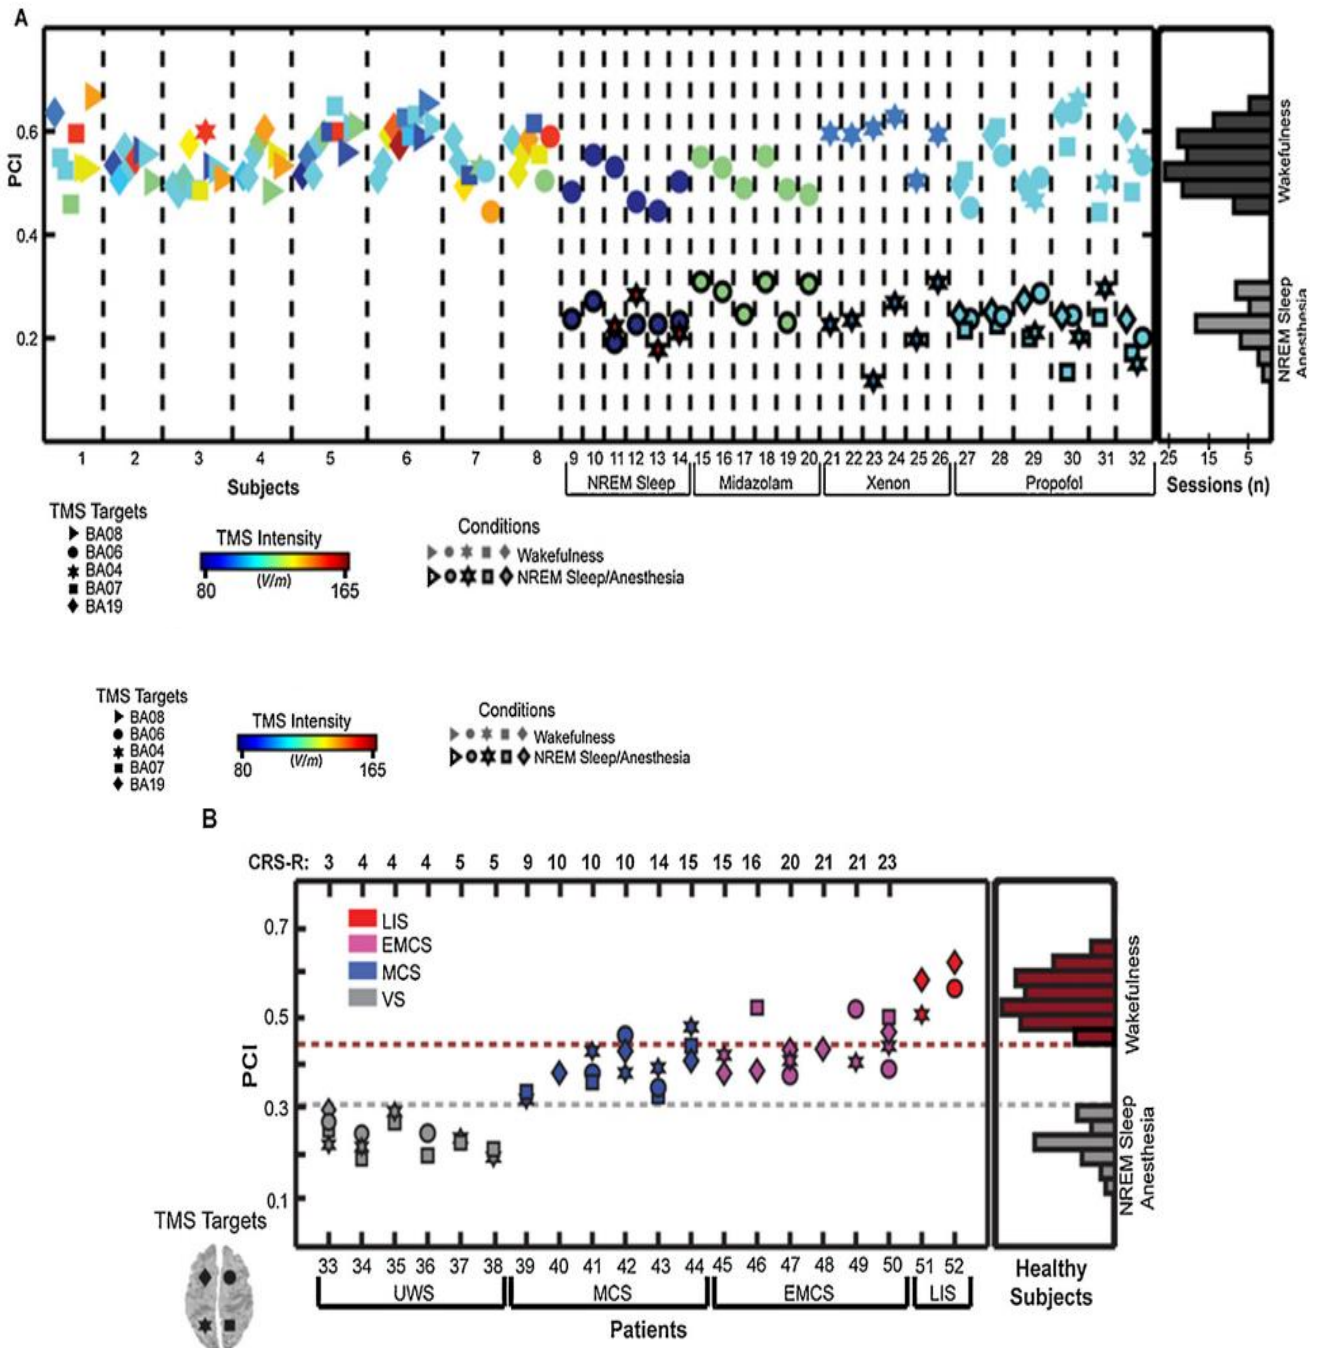 A
PCI
0.6
0.4
0.2
Wakefulness
NREM Sleep
Anesthesia
1 2 3 4 5 6 7 8 9 10 11 12 13 14 15 16 17 18 19 20 21 22 23 24 25 26 27 28 29 30 31 32
25 15 5
NREM Sleep Midazolam Xenon Propofol
Subjects
Sessions (n)
TMS Targets
BA08
BA06
BA04
BA07
BA19
TMS Intensity
(V/m)
80 165
Conditions
Wakefulness
NREM Sleep/Anesthesia
TMS Targets
BA08
BA06
BA04
BA07
BA19
TMS Intensity
(V/m)
80 165
Conditions
Wakefulness
NREM Sleep/Anesthesia
B
CRS-R: 3 4 4 4 5 5 9 10 10 10 14 15 15 16 20 21 21 23
PCI
0.7
0.5
0.3
0.1
LIS
EMCS
MCS
VS
Wakefulness
NREM Sleep
Anesthesia
TMS Targets
33 34 35 36 37 38 39 40 41 42 43 44 45 46 47 48 49 50 51 52
UWS MCS EMCS LIS
Patients
Healthy
Subjects